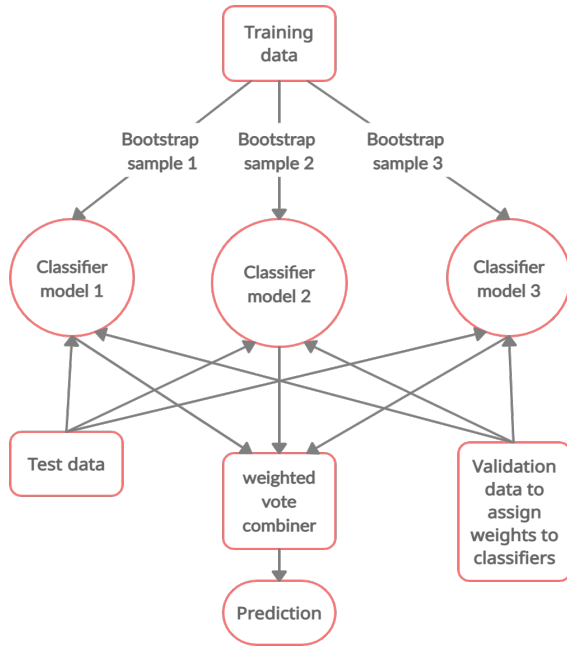 Training
data
Bootstrap
sample 1
Bootstrap
sample 2
Bootstrap
sample 3
Classifier
model 1
Classifier
model 2
Classifier
model 3
Test data
weighted
vote
combiner
Validation
data to
assign
weights to
classifiers
Prediction